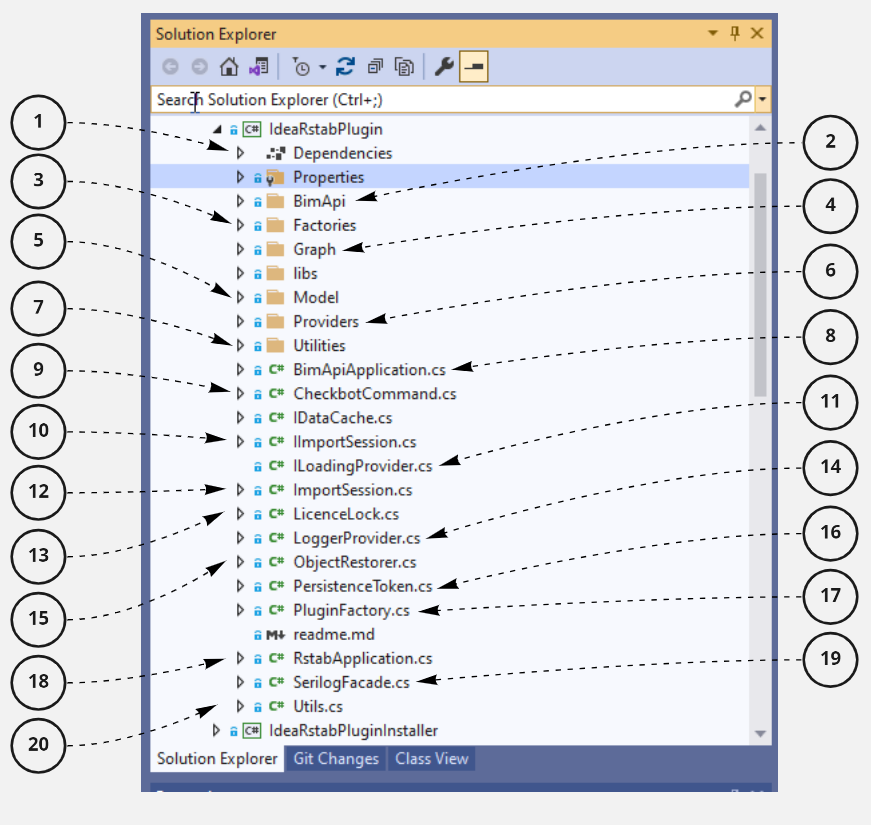 Solution Explorer
Search Solution Explorer (Ctrl+;)
C# IdeaRstabPlugin
1
Dependencies
2
3
Properties
BimApi
4
Factories
5
Graph
libs
6
Model
7
Providers
8
Utilities
9
C# BimApiApplication.cs
C# CheckbotCommand.cs
11
C# IDataCache.cs
10
C# IImportSession.cs
C# ILoadingProvider.cs
14
12
C# ImportSession.cs
C# LicenceLock.cs
16
13
C# LoggerProvider.cs
C# ObjectRestorer.cs
C# PersistenceToken.cs
17
15
C# PluginFactory.cs
M↓ readme.md
19
18
C# RstabApplication.cs
C# SerilogFacade.cs
C# Utils.cs
20
C# IdeaRstabPluginInstaller
Solution Explorer Git Changes Class View